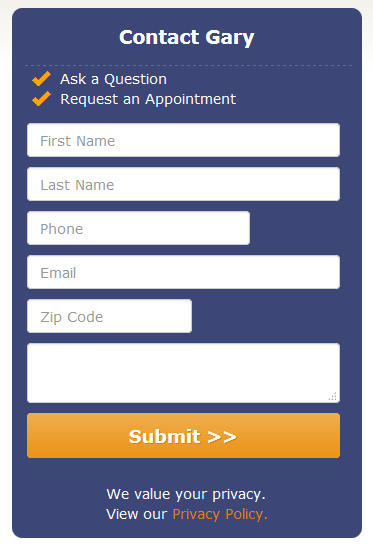 Contact Gary
Ask a Question
Request an Appointment
First Name
Last Name
Phone
Email
Zip Code
Submit >>
We value your privacy.
View our Privacy Policy.